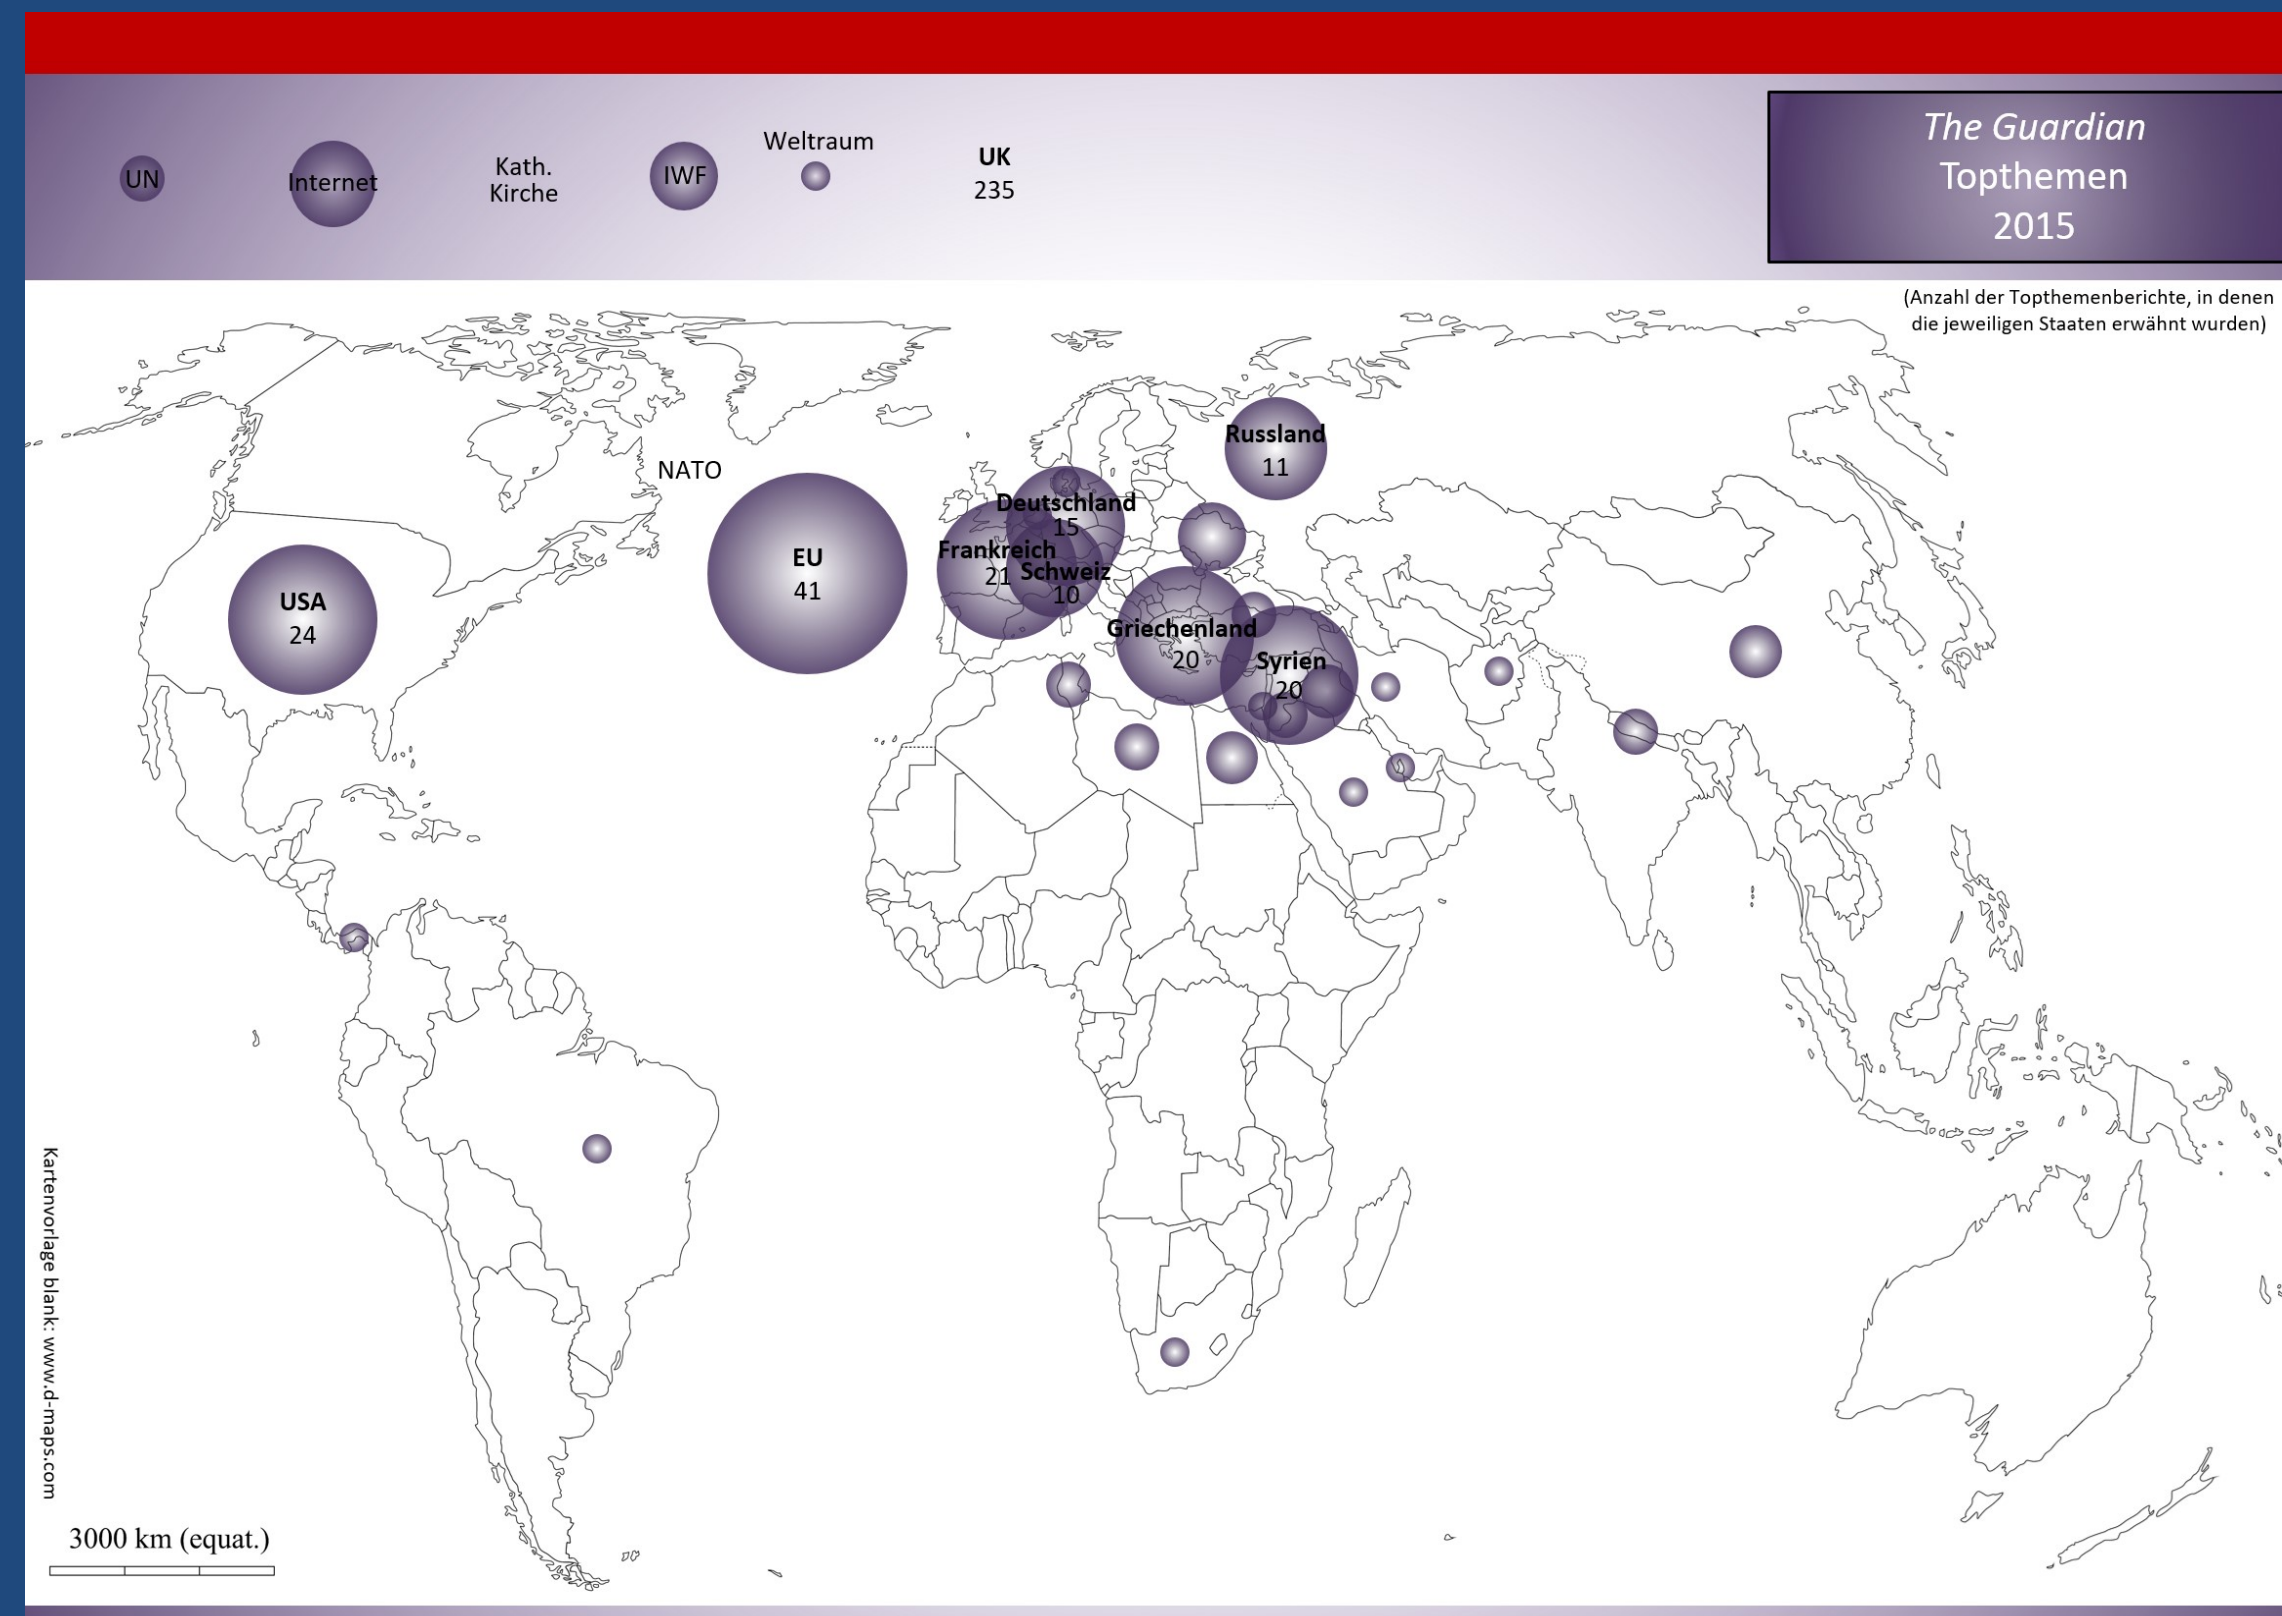 The Guardian
Topthemen
2015
UN
Internet
Kath.
Kirche
IWF
Weltraum
UK
235
(Anzahl der Topthemenberichte, in denen
die jeweiligen Staaten erwähnt wurden)
NATO
Russland
11
Deutschland
15
EU
41
Frankreich
21
Schweiz
10
USA
24
Griechenland
20
Syrien
20
Kartenvorlage blank: www.d-maps.com
3000 km (equat.)